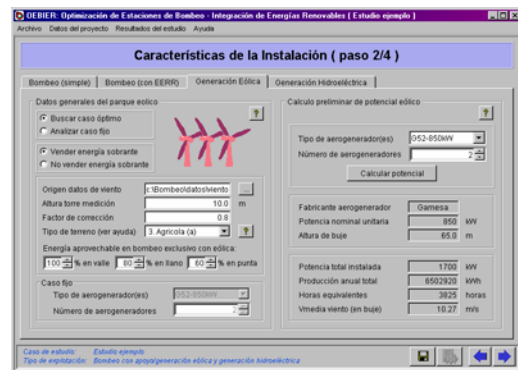 DEBIER: Optimización de Estaciones de Bombeo - Integración de Energías Renovables ( Estudio ejemplo )
Archivo Datos del proyecto Resultados del estudio Ayuda
Características de la Instalación ( paso 2/4 )
Bombeo (simple) Bombeo (con EERR) Generación Eólica Generación Hidroeléctrica
Datos generales del parque eolico
Buscar caso óptimo
Analizar caso fijo
Vender energía sobrante
No vender energía sobrante
?
Origen datos de viento c:\Bombeo\datos\viento ...
Altura torre medición 10.0 m
Factor de corrección 0.8
Tipo de terreno (ver ayuda) 3. Agrícola (a) ?
Energía aprovechable en bombeo exclusivo con eólica:
100 % en valle 80 % en llano 60 % en punta
Caso fijo
Tipo de aerogenerador(es) G52-850kW
Número de aerogeneradores 2
Calculo preliminar de potencial eólico
?
Tipo de aerogenerador(es) G52-850kW
Número de aerogeneradores 2
Calcular potencial
Fabricante aerogenerador Gamesa
Potencia nominal unitaria 850 kW
Altura de buje 65.0 m
Potencia total instalada 1700 kW
Producción anual total 6502920 kWh
Horas equivalentes 3825 horas
Vmedia viento (en buje) 10.27 m/s
Caso de estudio: Estudio ejemplo
Tipo de explotación: Bombeo con apoyo/generación eólica y generación hidroeléctrica